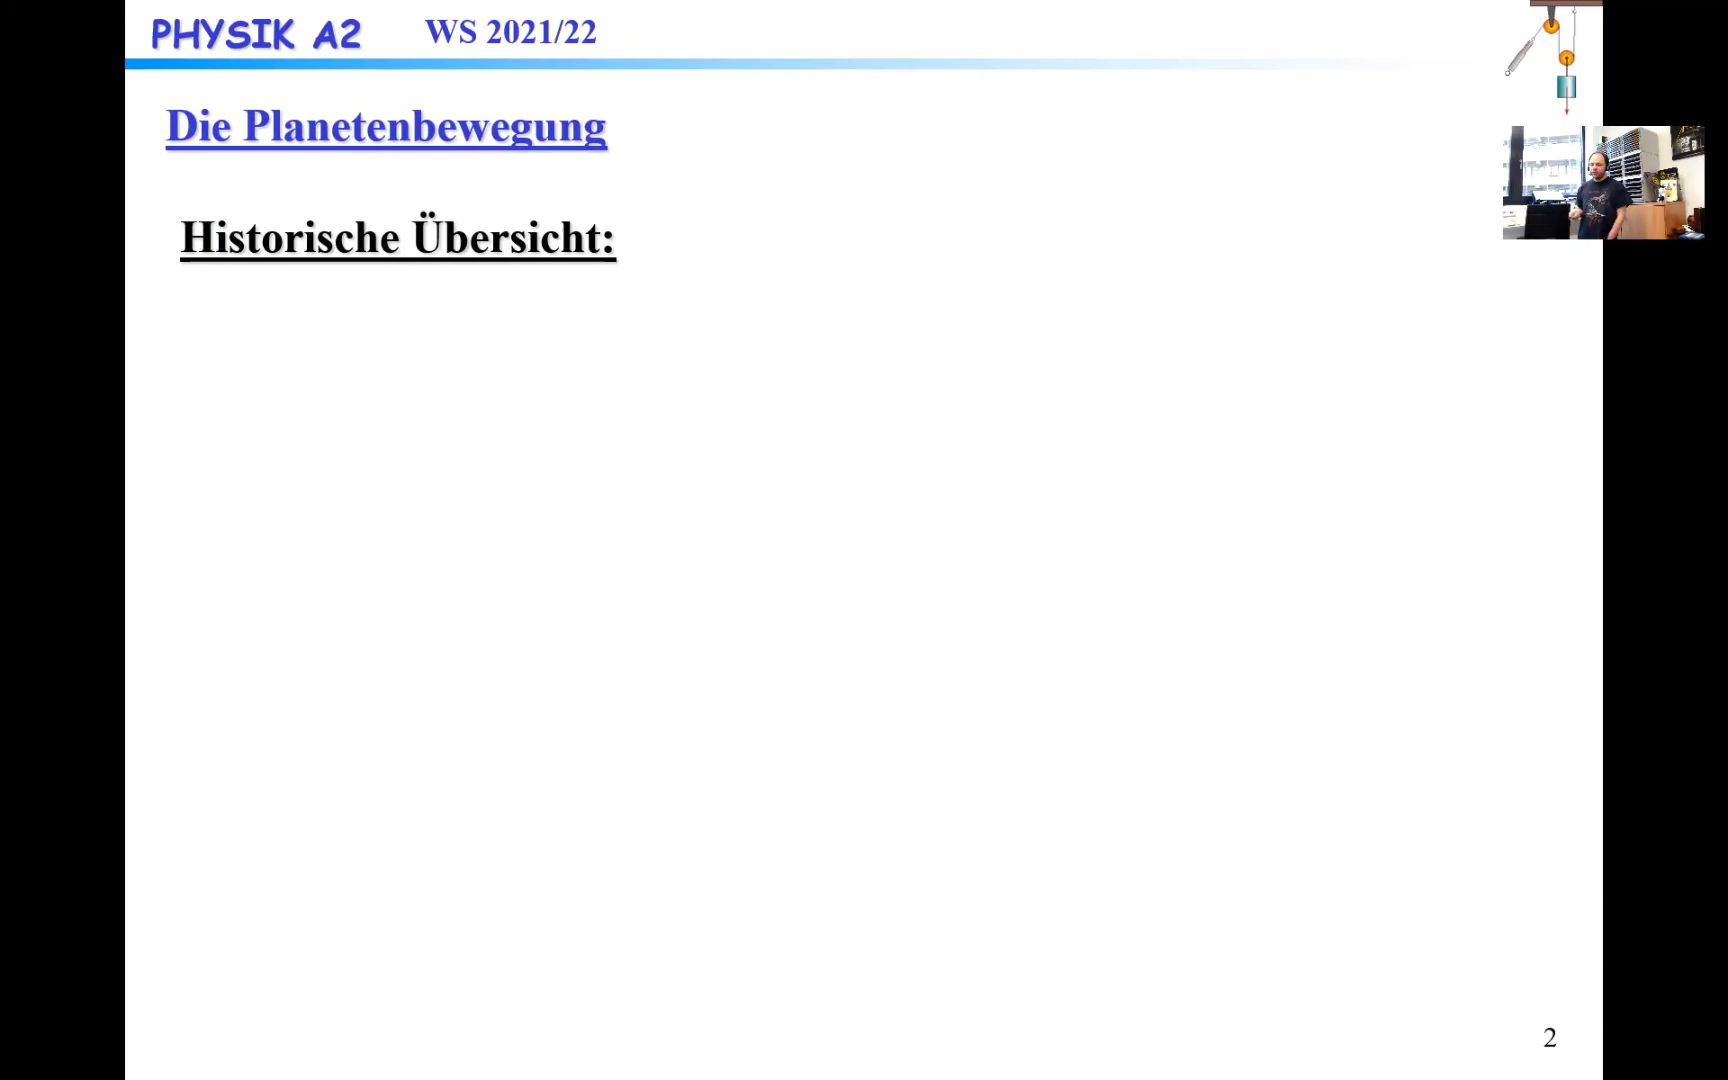 PHYSIK A2 WS 2021/22
Die Planetenbewegung
Historische Übersicht:
2